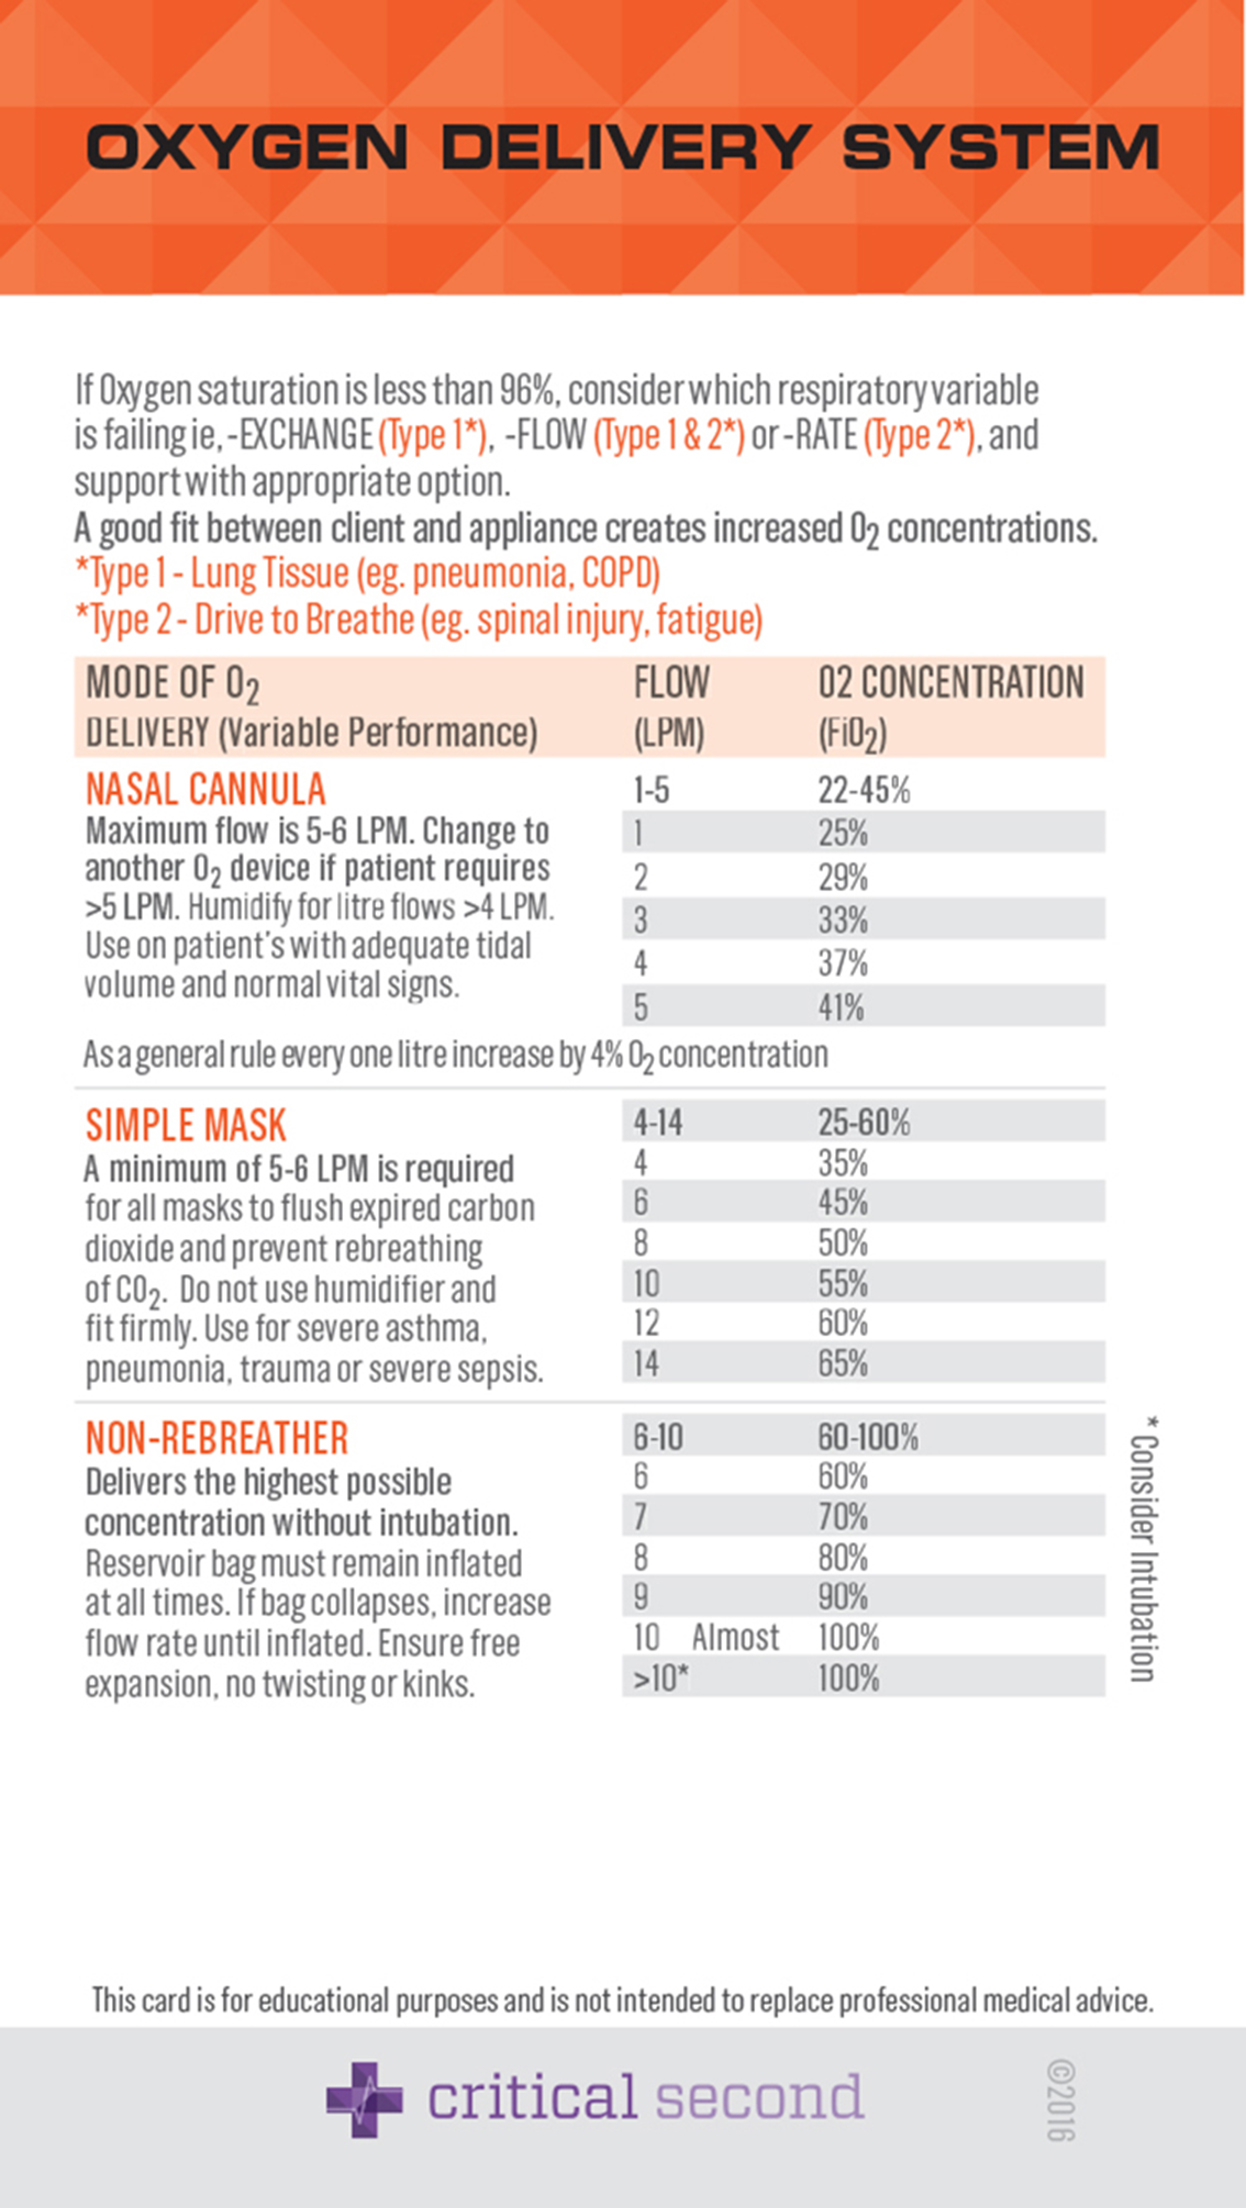 OXYGEN DELIVERY SYSTEM
If Oxygen saturation is less than 96%, consider which respiratory variable
is failing ie, -EXCHANGE (Type 1*), -FLOW (Type 1 & 2*) or -RATE (Type 2*), and
support with appropriate option.
A good fit between client and appliance creates increased O₂ concentrations.
*Type 1 - Lung Tissue (eg. pneumonia, COPD)
*Type 2 - Drive to Breathe (eg. spinal injury, fatigue)
MODE OF O₂ FLOW O2 CONCENTRATION
DELIVERY (Variable Performance) (LPM) (FiO₂)
NASAL CANNULA 1-5 22-45%
Maximum flow is 5-6 LPM. Change to 1 25%
another O₂ device if patient requires 2 29%
>5 LPM. Humidify for litre flows >4 LPM. 3 33%
Use on patient's with adequate tidal 4 37%
volume and normal vital signs. 5 41%
As a general rule every one litre increase by 4% O₂ concentration
SIMPLE MASK 4-14 25-60%
A minimum of 5-6 LPM is required 4 35%
for all masks to flush expired carbon 6 45%
dioxide and prevent rebreathing 8 50%
of CO₂. Do not use humidifier and 10 55%
fit firmly. Use for severe asthma, 12 60%
pneumonia, trauma or severe sepsis. 14 65%
NON-REBREATHER 6-10 60-100%
Delivers the highest possible 6 60%
concentration without intubation. 7 70%
Reservoir bag must remain inflated 8 80%
at all times. If bag collapses, increase 9 90%
flow rate until inflated. Ensure free 10 Almost 100%
expansion, no twisting or kinks. >10* 100%
* Consider Intubation
This card is for educational purposes and is not intended to replace professional medical advice.
critical second
©2016